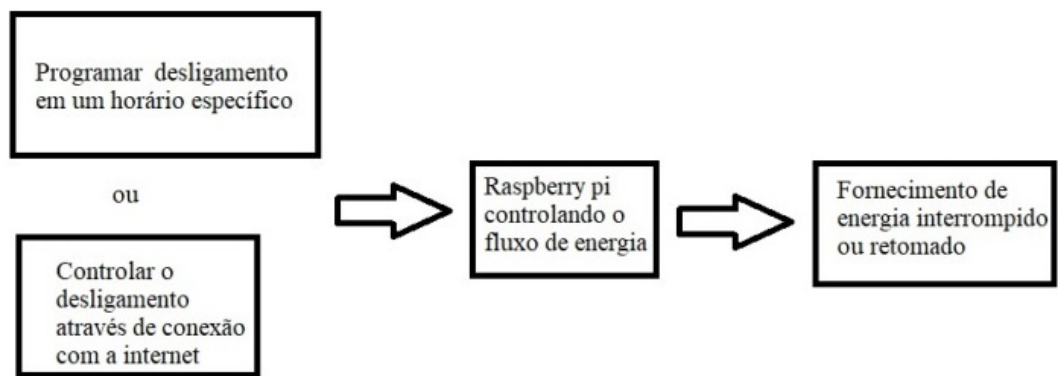 Programar desligamento
em um horário específico
ou
Controlar o
desligamento
através de conexão
com a internet
Raspberry pi
controlando o
fluxo de energia
Fornecimento de
energia interrompido
ou retomado